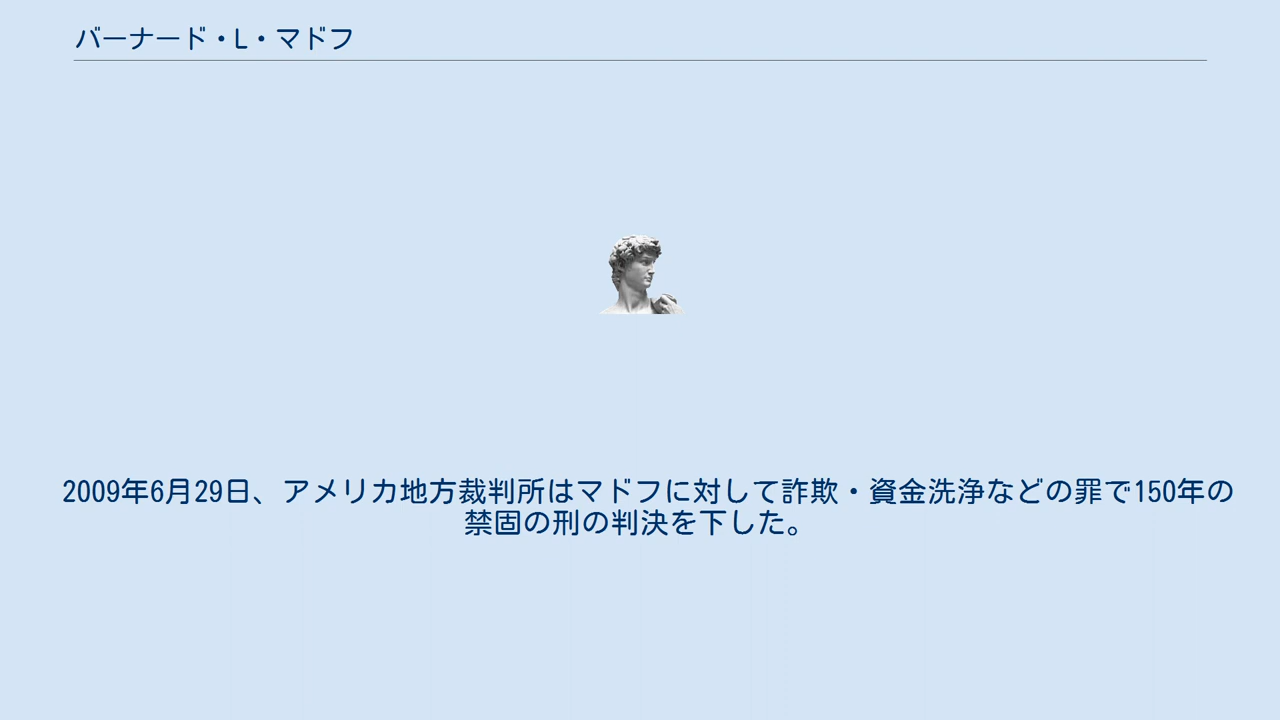 バーナード・L・マドフ
2009年6月29日、アメリカ地方裁判所はマドフに対して詐欺・資金洗浄などの罪で150年の
禁固の刑の判決を下した。